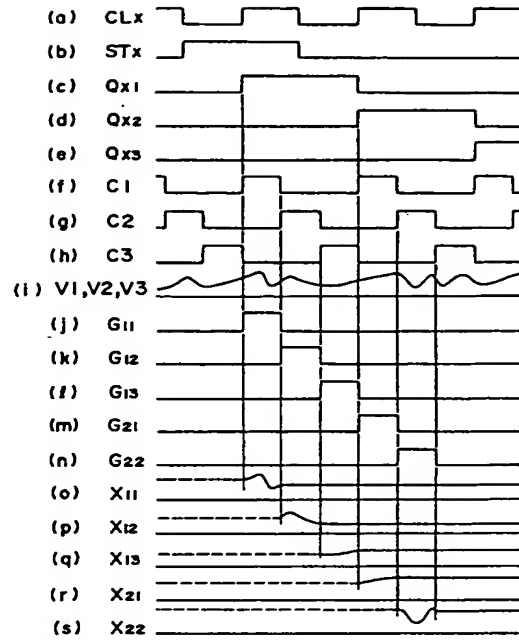 (a) CLx
(b) STx
(c) Qx1
(d) Qx2
(e) Qx3
(f) C1
(g) C2
(h) C3
(i) V1,V2,V3
(j) G11
(k) G12
(ℓ) G13
(m) G21
(n) G22
(o) X11
(p) X12
(q) X13
(r) X21
(s) X22